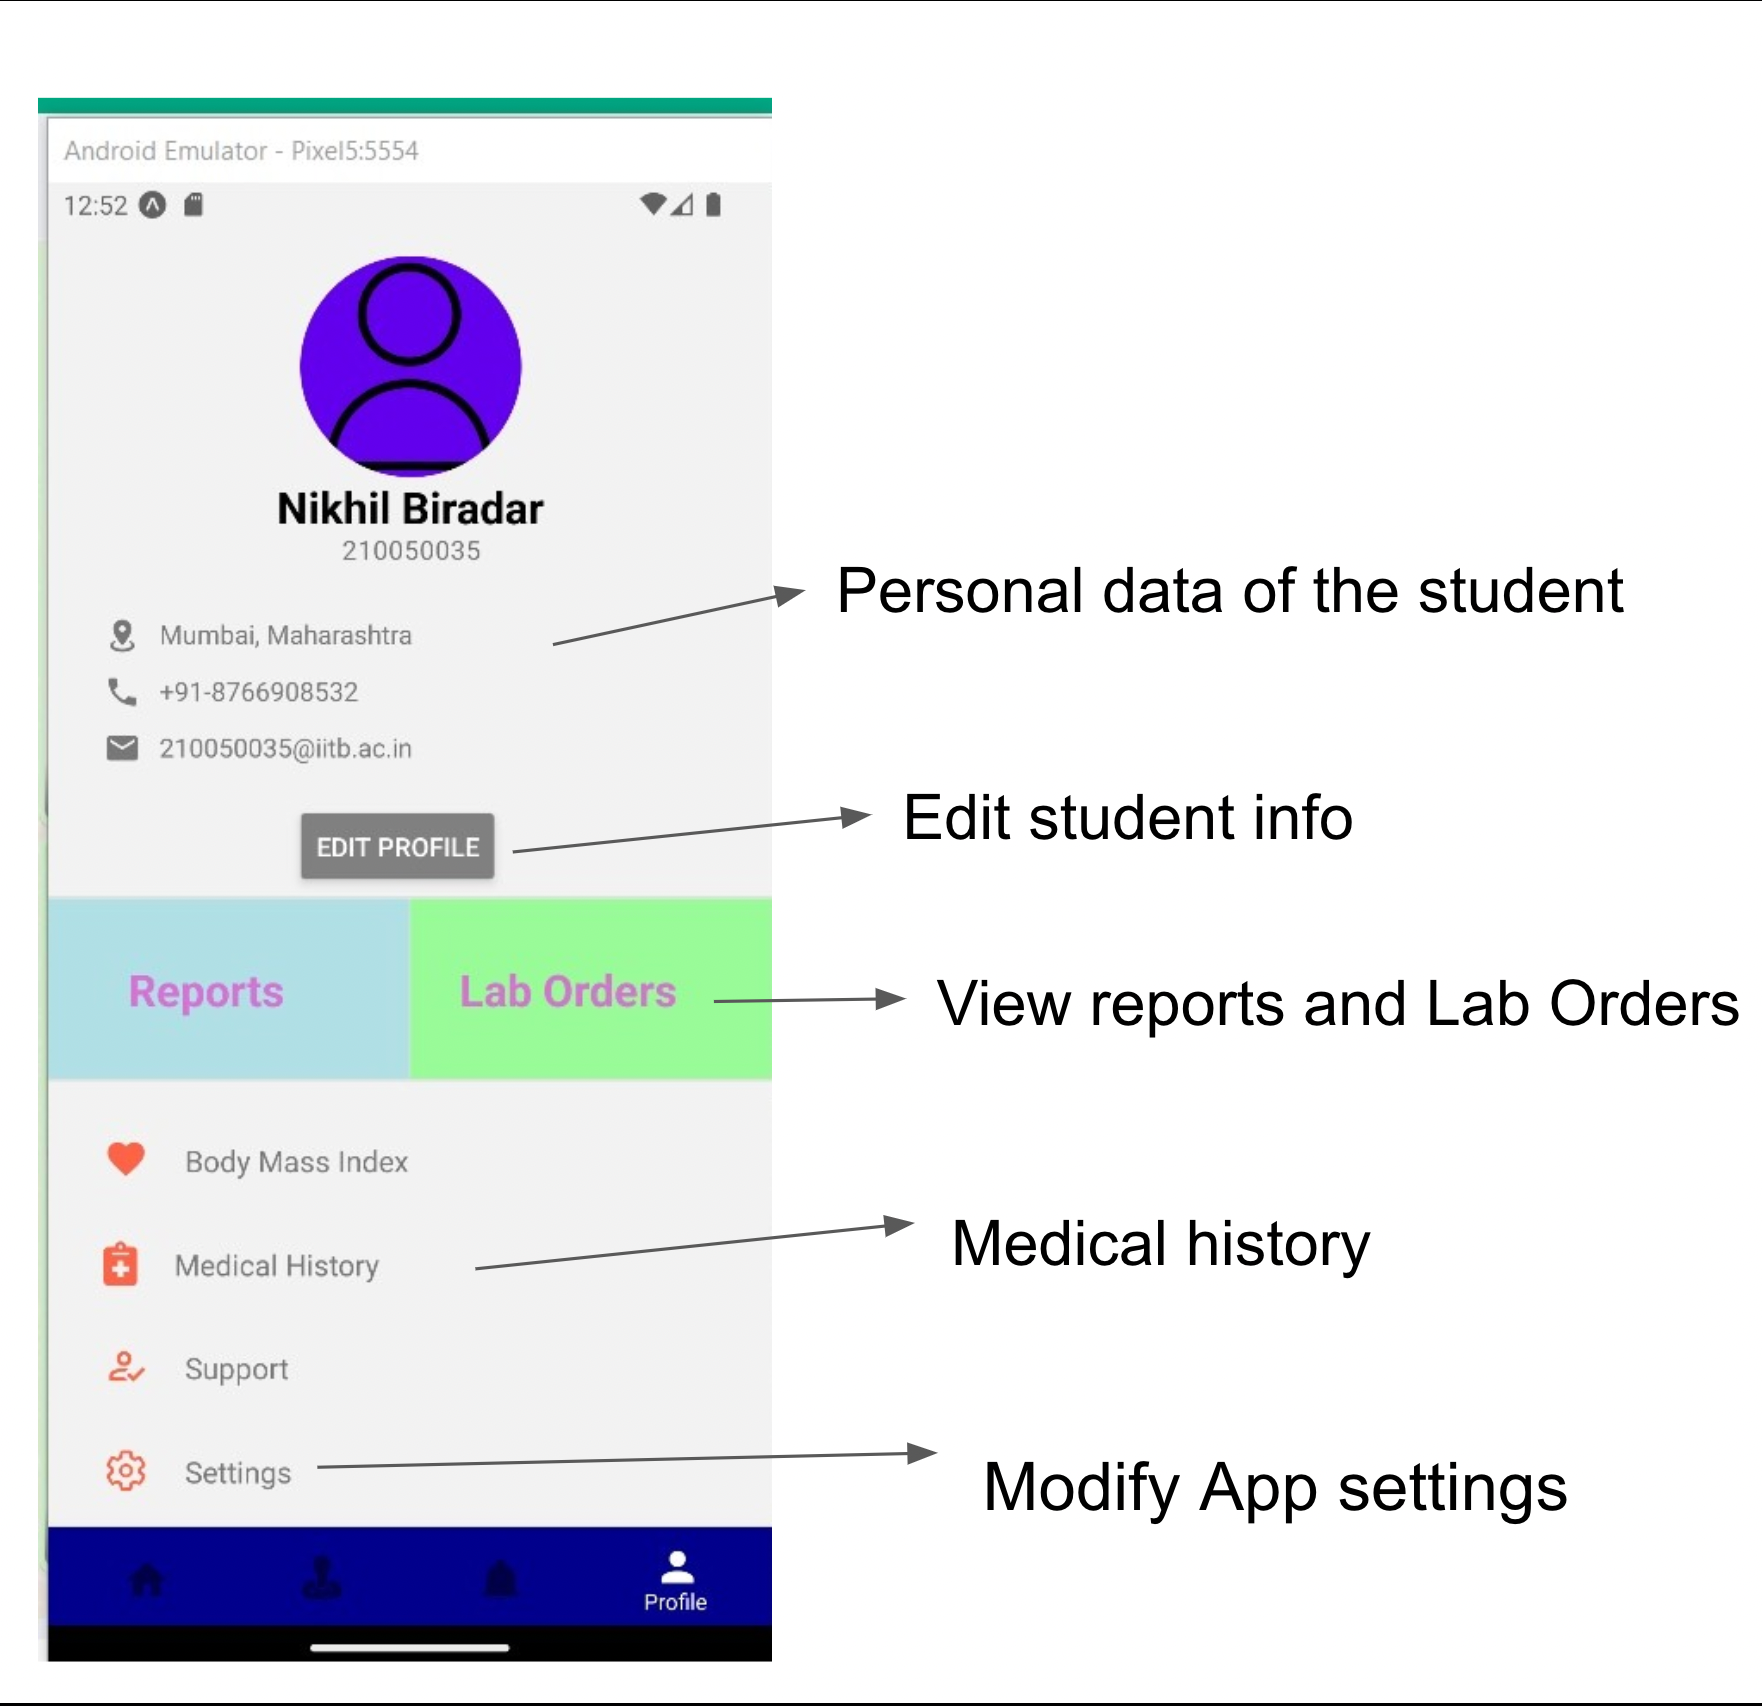 Android Emulator - Pixel5:5554
12:52
Nikhil Biradar
210050035
Personal data of the student
Mumbai, Maharashtra
+91-8766908532
210050035@iitb.ac.in
Edit student info
EDIT PROFILE
Reports
Lab Orders
View reports and Lab Orders
Body Mass Index
Medical history
Medical History
Support
Settings
Modify App settings
Profile